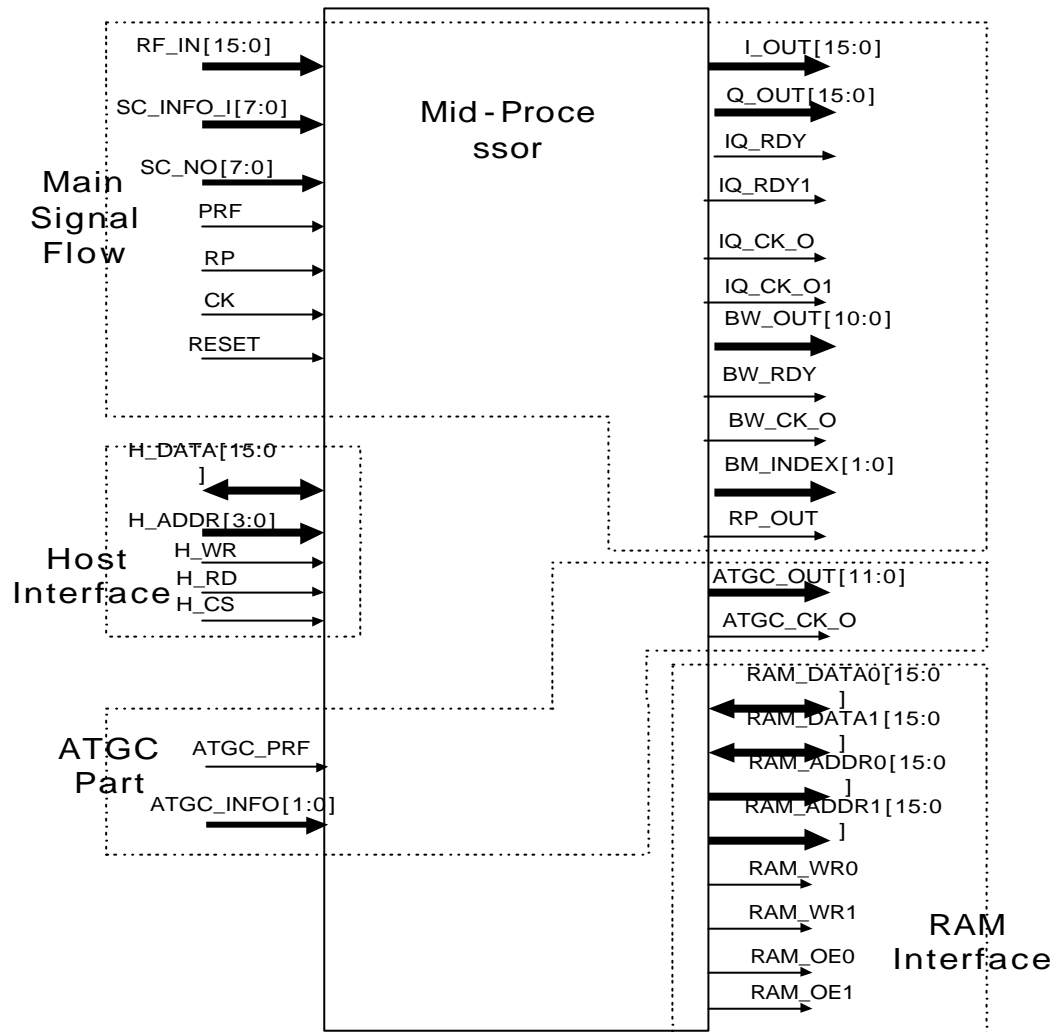 RF_IN[15:0]
SC_INFO_I[7:0]
SC_NO[7:0]
Main
Signal
Flow
PRF
RP
CK
RESET
H_DATA[15:0
]
H_ADDR[3:0]
H_WR
Host
Interface
H_RD
H_CS
ATGC
Part
ATGC_PRF
ATGC_INFO[1:0]
Mid-Proce
ssor
I_OUT[15:0]
Q_OUT[15:0]
IQ_RDY
IQ_RDY1
IQ_CK_O
IQ_CK_O1
BW_OUT[10:0]
BW_RDY
BW_CK_O
BM_INDEX[1:0]
RP_OUT
ATGC_OUT[11:0]
ATGC_CK_O
RAM_DATA0[15:0
]
RAM_DATA1[15:0
]
RAM_ADDR0[15:0
]
RAM_ADDR1[15:0
]
RAM_WR0
RAM_WR1
RAM_OE0
RAM_OE1
RAM
Interface